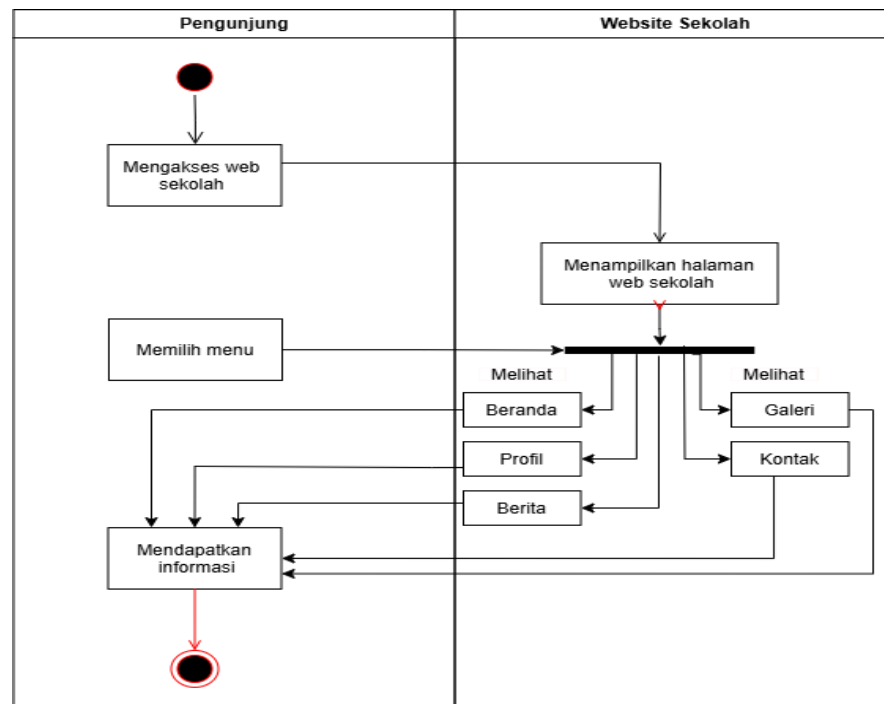 Pengunjung
Website Sekolah
Mengakses web
sekolah
Menampilkan halaman
web sekolah
Memilih menu
Melihat
Melihat
Beranda
Galeri
Profil
Kontak
Berita
Mendapatkan
informasi